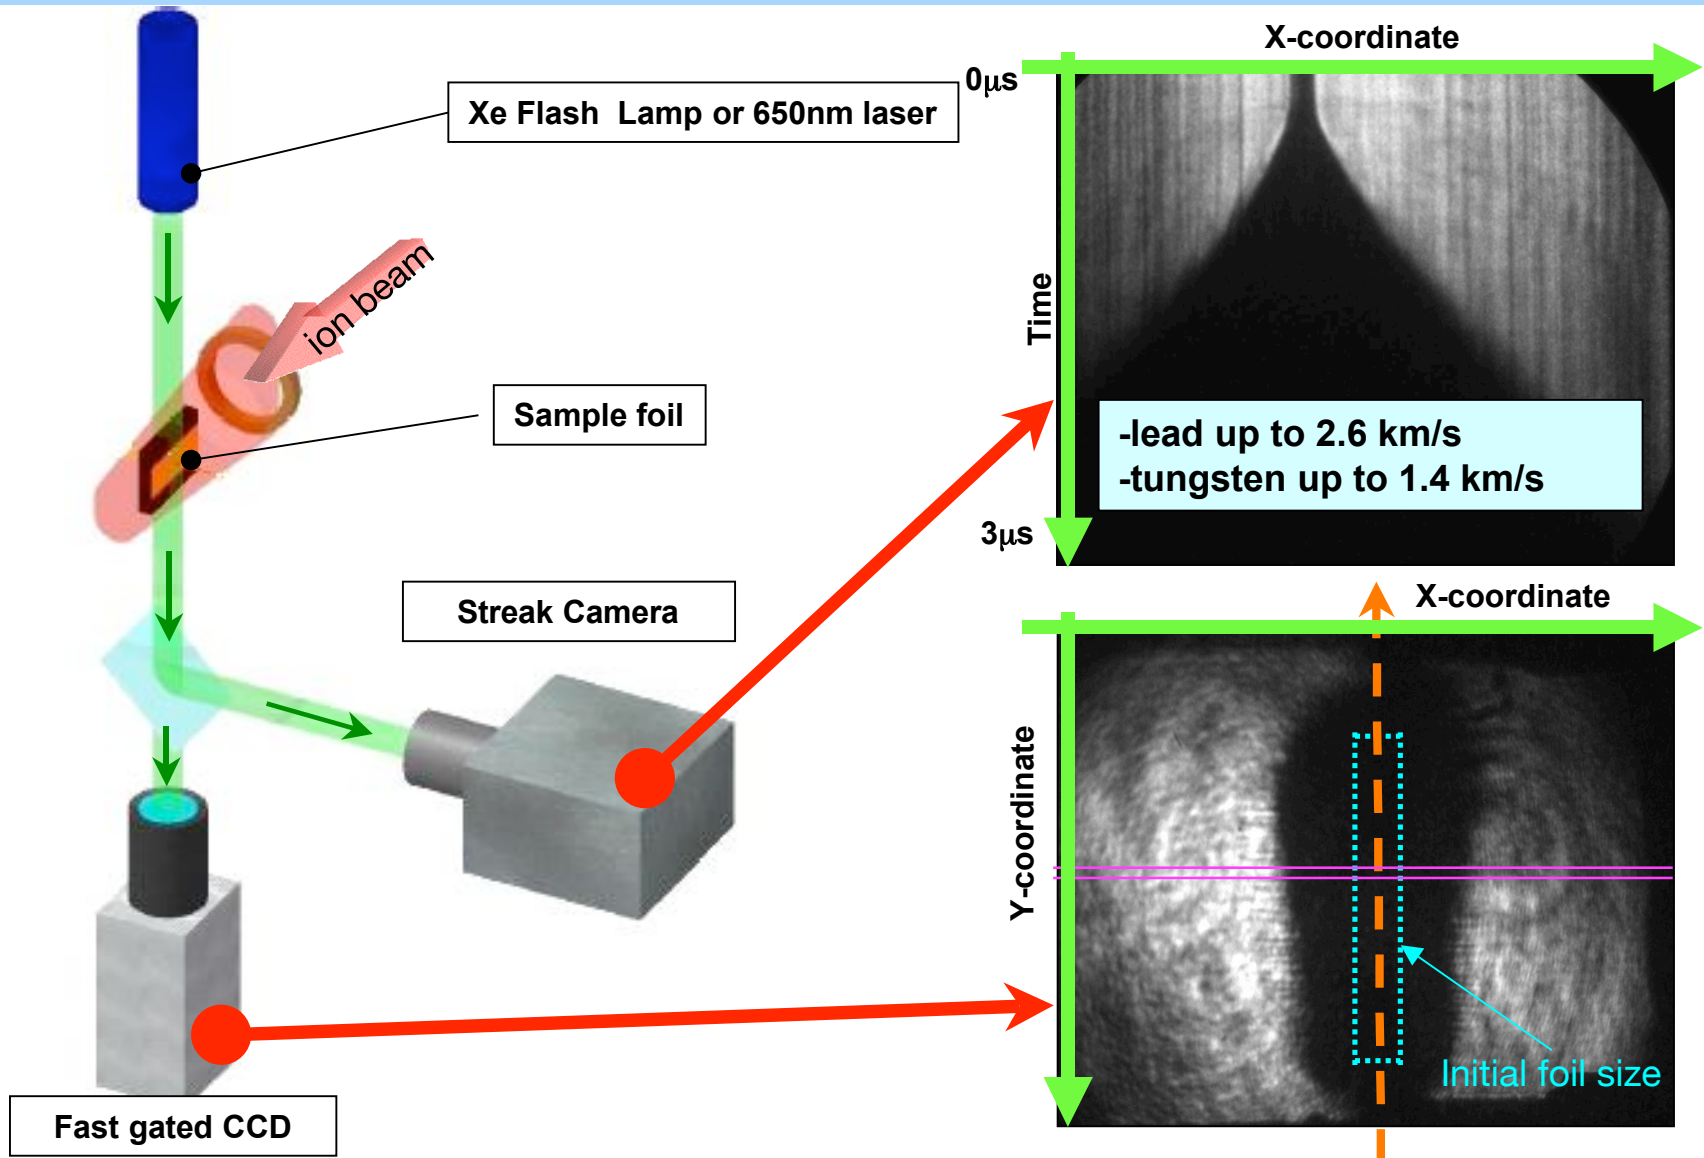 X-coordinate
0μs
Xe Flash Lamp or 650nm laser
ion beam
Time
Sample foil
-lead up to 2.6 km/s
-tungsten up to 1.4 km/s
3μs
Streak Camera
X-coordinate
Y-coordinate
Initial foil size
Fast gated CCD